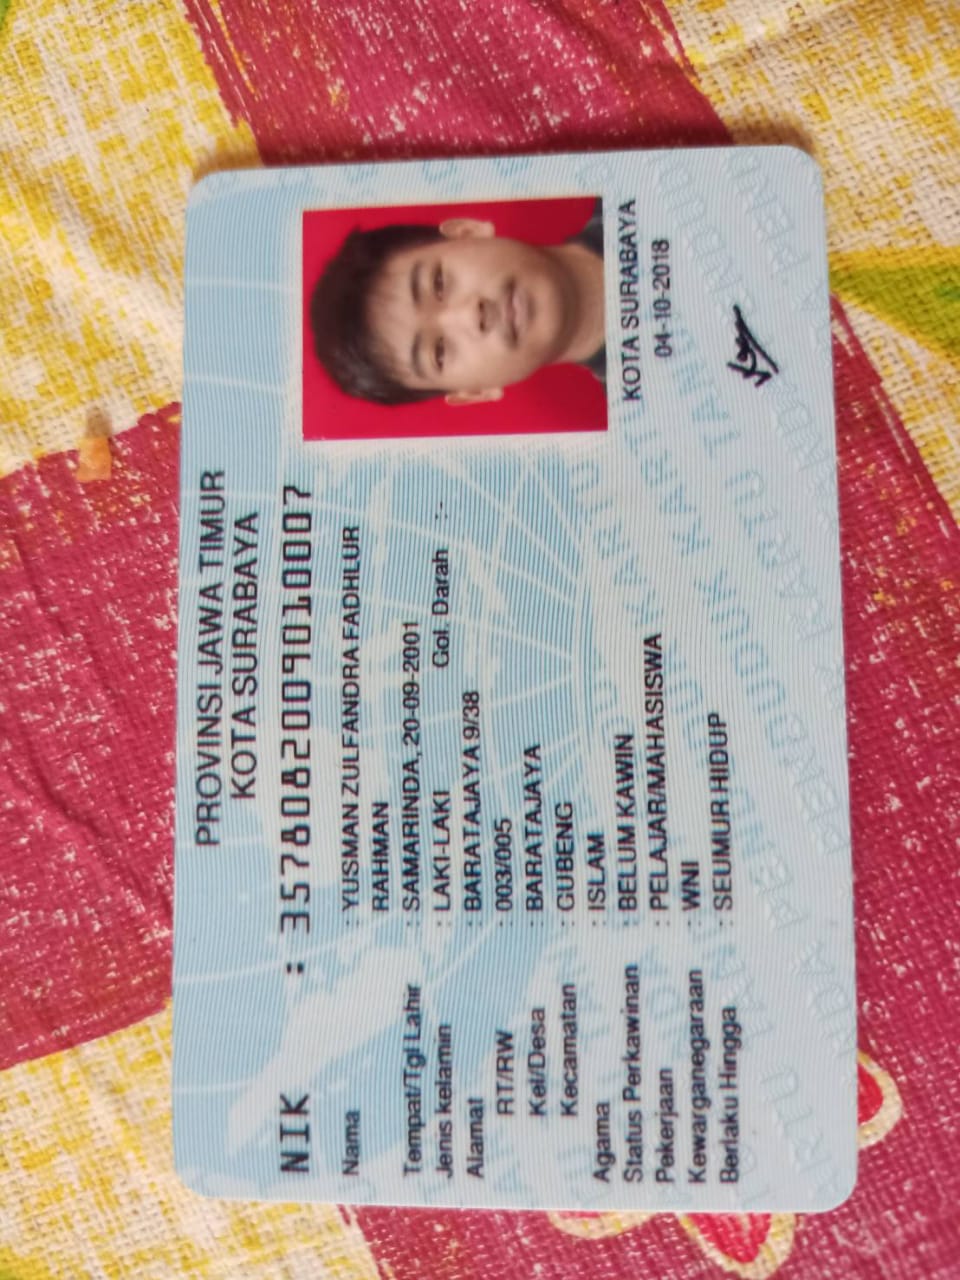 PROVINSI JAWA TIMUR
KOTA SURABAYA
NIK : 3578082009010007
Nama : YUSMAN ZULFANDRA FADHLUR
RAHMAN
Tempat/Tgl Lahir : SAMARINDA, 20-09-2001
Jenis kelamin : LAKI-LAKI Gol. Darah :-
Alamat : BARATAJAYA 9/38
RT/RW : 003/005
Kel/Desa : BARATAJAYA
Kecamatan : GUBENG
Agama : ISLAM
Status Perkawinan : BELUM KAWIN
Pekerjaan : PELAJAR/MAHASISWA
Kewarganegaraan : WNI
Berlaku Hingga : SEUMUR HIDUP
KOTA SURABAYA
04-10-2018